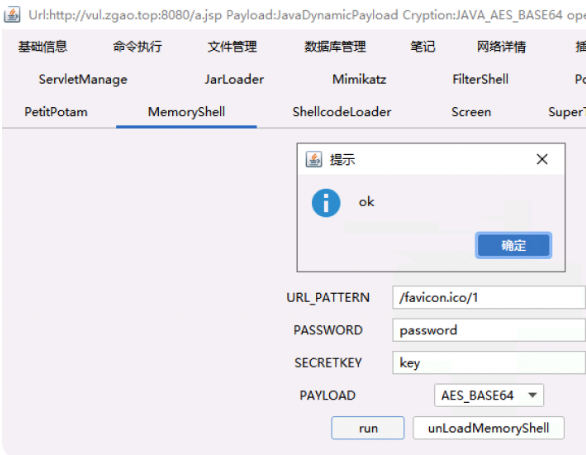 Url:http://vul.zgao.top:8080/a.jsp Payload:JavaDynamicPayload Cryption:JAVA_AES_BASE64 ope
基础信息 命令执行 文件管理 数据库管理 笔记 网络详情 插
ServletManage JarLoader Mimikatz FilterShell Po
PetitPotam MemoryShell ShellcodeLoader Screen SuperT
提示
ok
确定
URL_PATTERN /favicon.ico/1
PASSWORD password
SECRETKEY key
PAYLOAD AES_BASE64
run unLoadMemoryShell